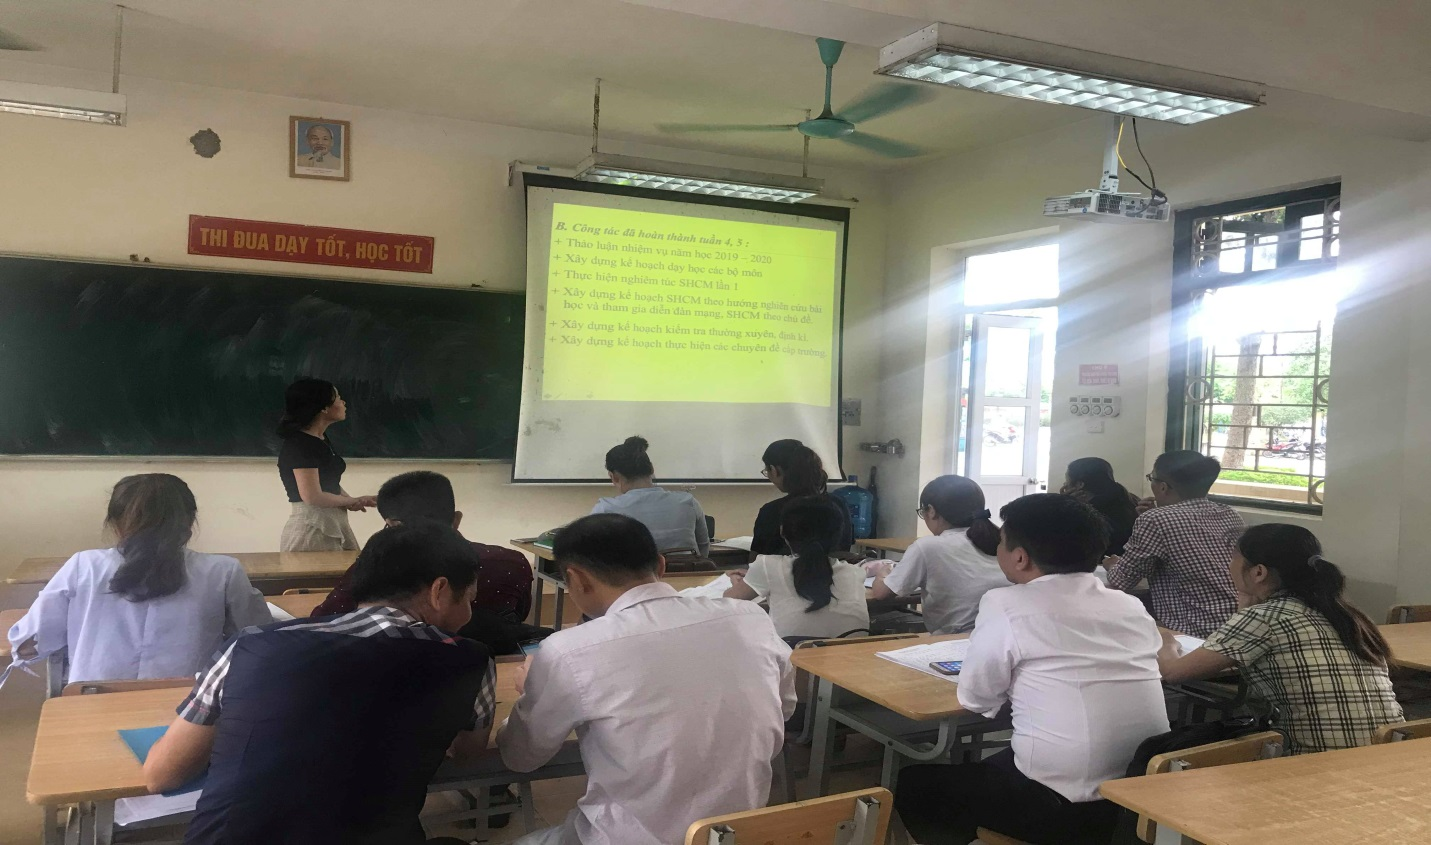 THI ĐUA DẠY TỐT, HỌC TỐT
B. Công tác đã hoàn thành tuần 4, 5 :
+ Thảo luận nhiệm vụ năm học 2019 – 2020
+ Xây dựng kế hoạch dạy học các bộ môn
+ Thực hiện nghiêm túc SHCM lần 1
+ Xây dựng kế hoạch SHCM theo hướng nghiên cứu bài
học và tham gia diễn đàn mạng, SHCM theo chủ đề.
+ Xây dựng kế hoạch kiểm tra thường xuyên, định kì.
+ Xây dựng kế hoạch thực hiện các chuyên đề cấp trường.